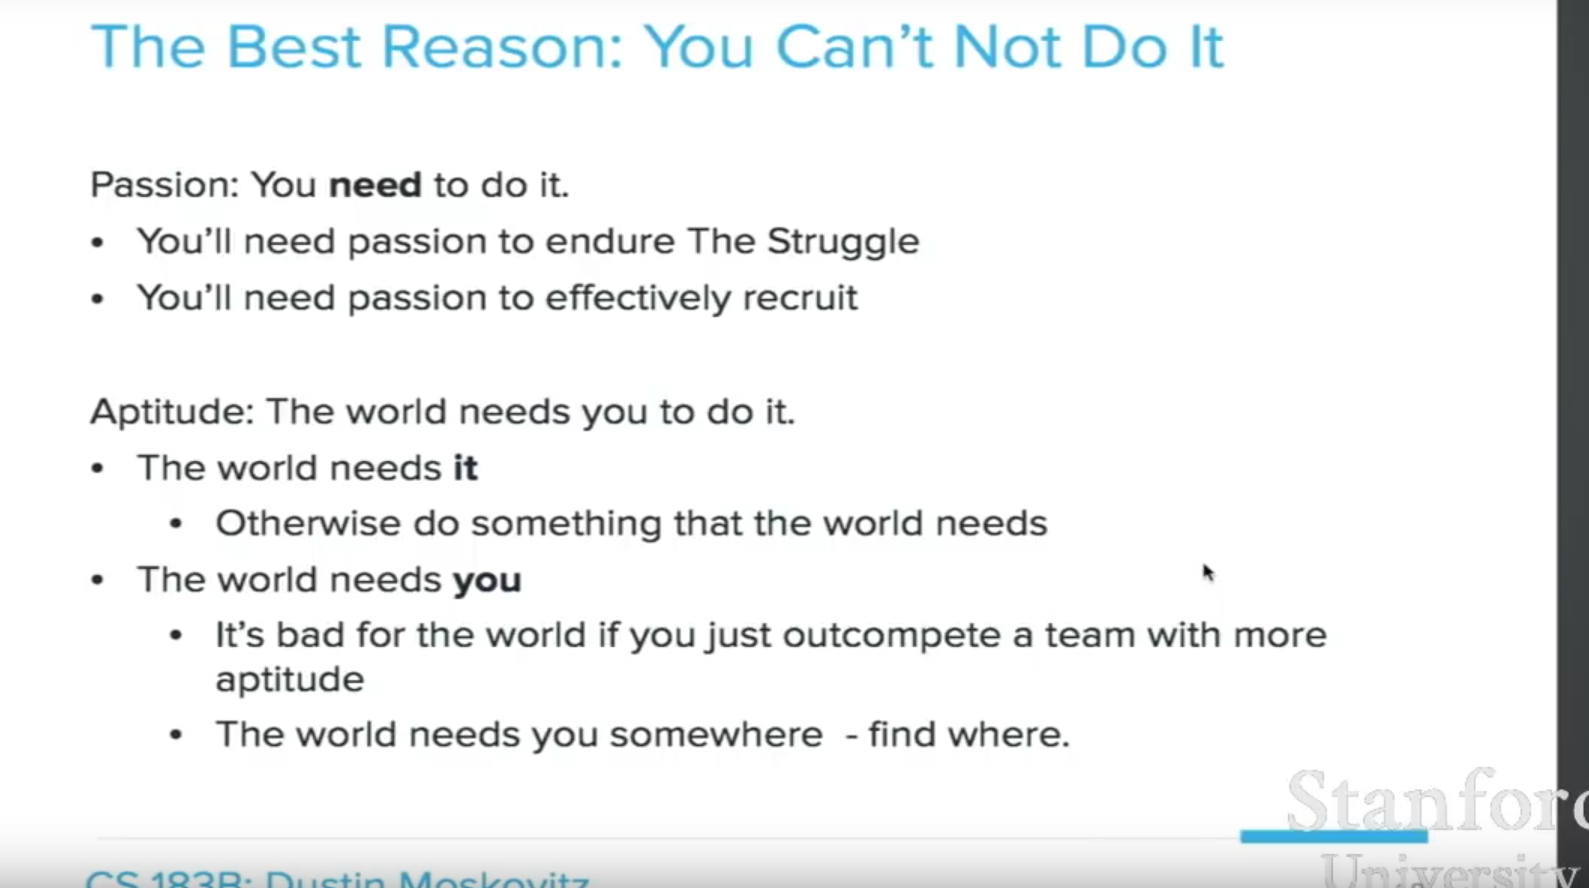 The Best Reason: You Can't Not Do It
Passion: You need to do it.
• You'll need passion to endure The Struggle
• You'll need passion to effectively recruit
Aptitude: The world needs you to do it.
• The world needs it
• Otherwise do something that the world needs
• The world needs you
• It's bad for the world if you just outcompete a team with more
aptitude
• The world needs you somewhere - find where.
Stanford
University
CS 183B: Dustin Moskovitz